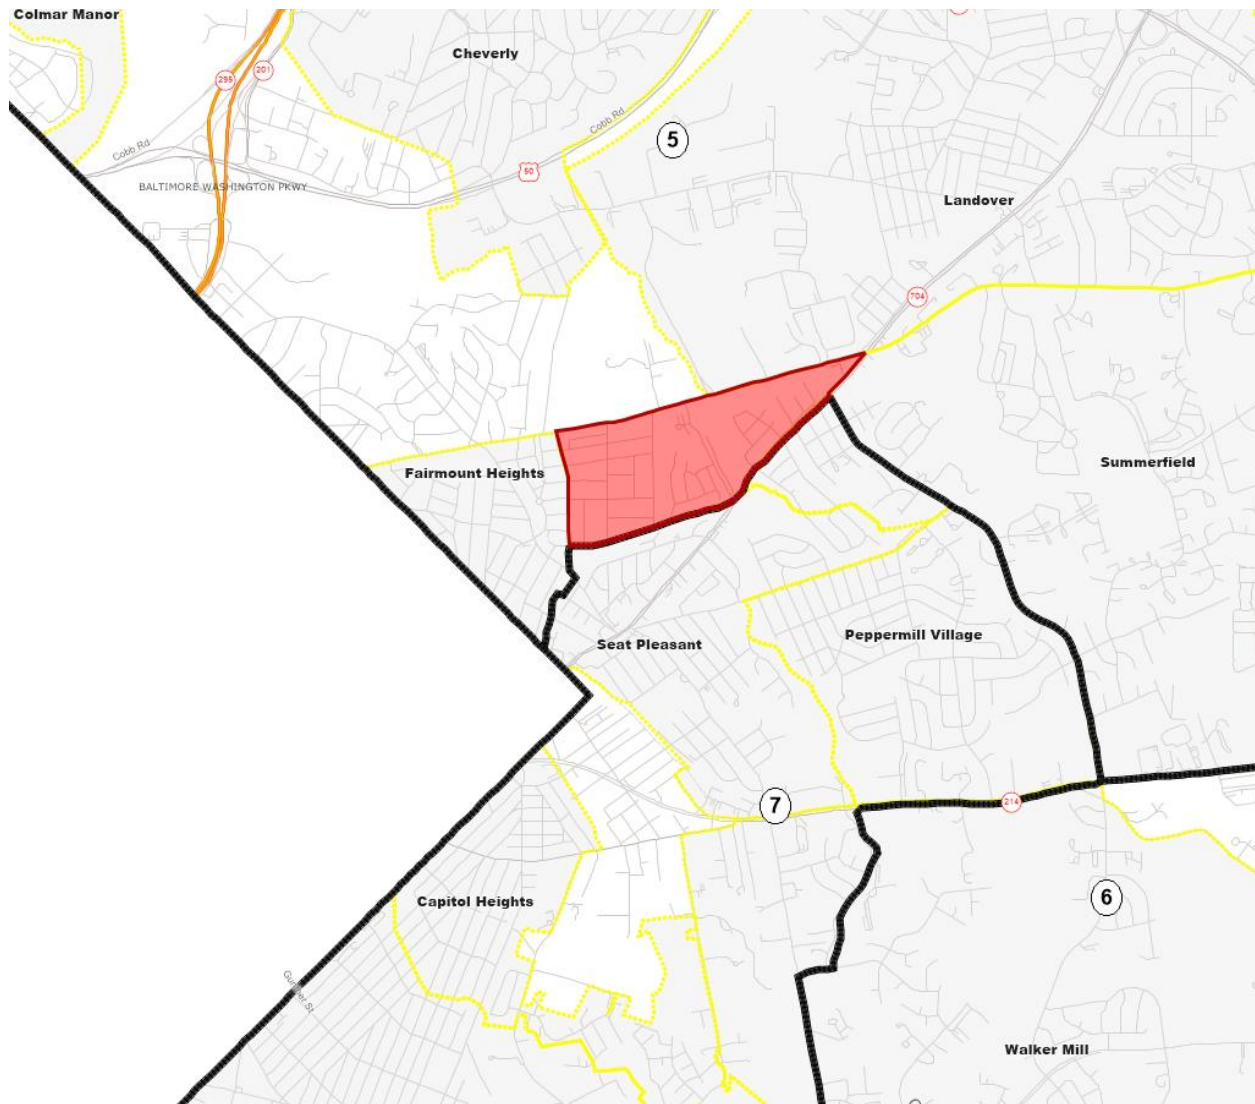 Colmar Manor
Cheverly
295
201
Cobb Rd
5
Cobb Rd
50
BALTIMORE WASHINGTON PKWY
Landover
704
Fairmount Heights
Summerfield
Seat Pleasant
Peppermill Village
7
214
Capitol Heights
6
Walker Mill